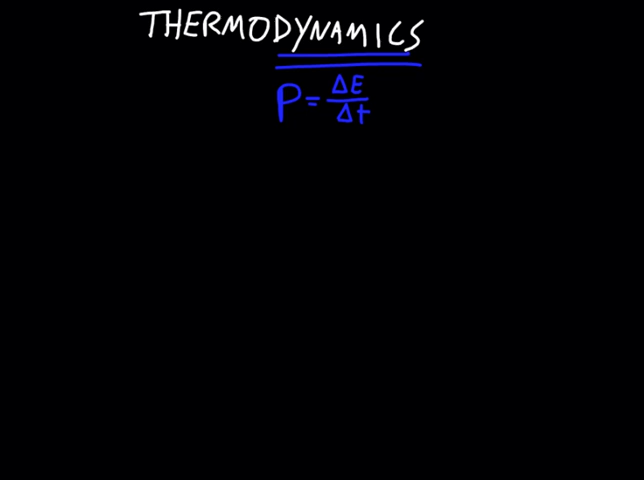 THERMODYNAMICS
P = ΔE/Δt